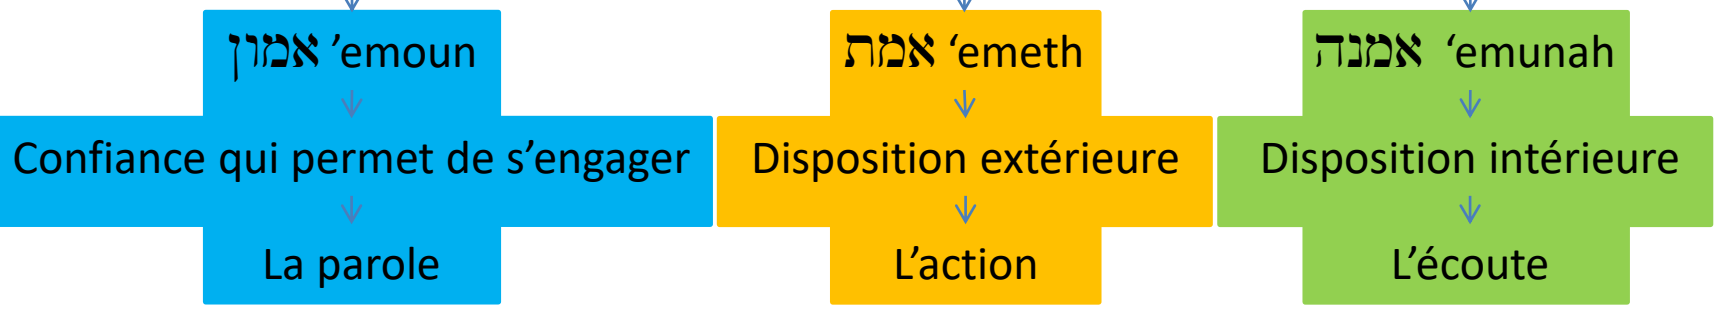 אמון ’emoun
Confiance qui permet de s’engager
La parole
אמת ‘emeth
Disposition extérieure
L’action
אמנה ‘emunah
Disposition intérieure
L’écoute